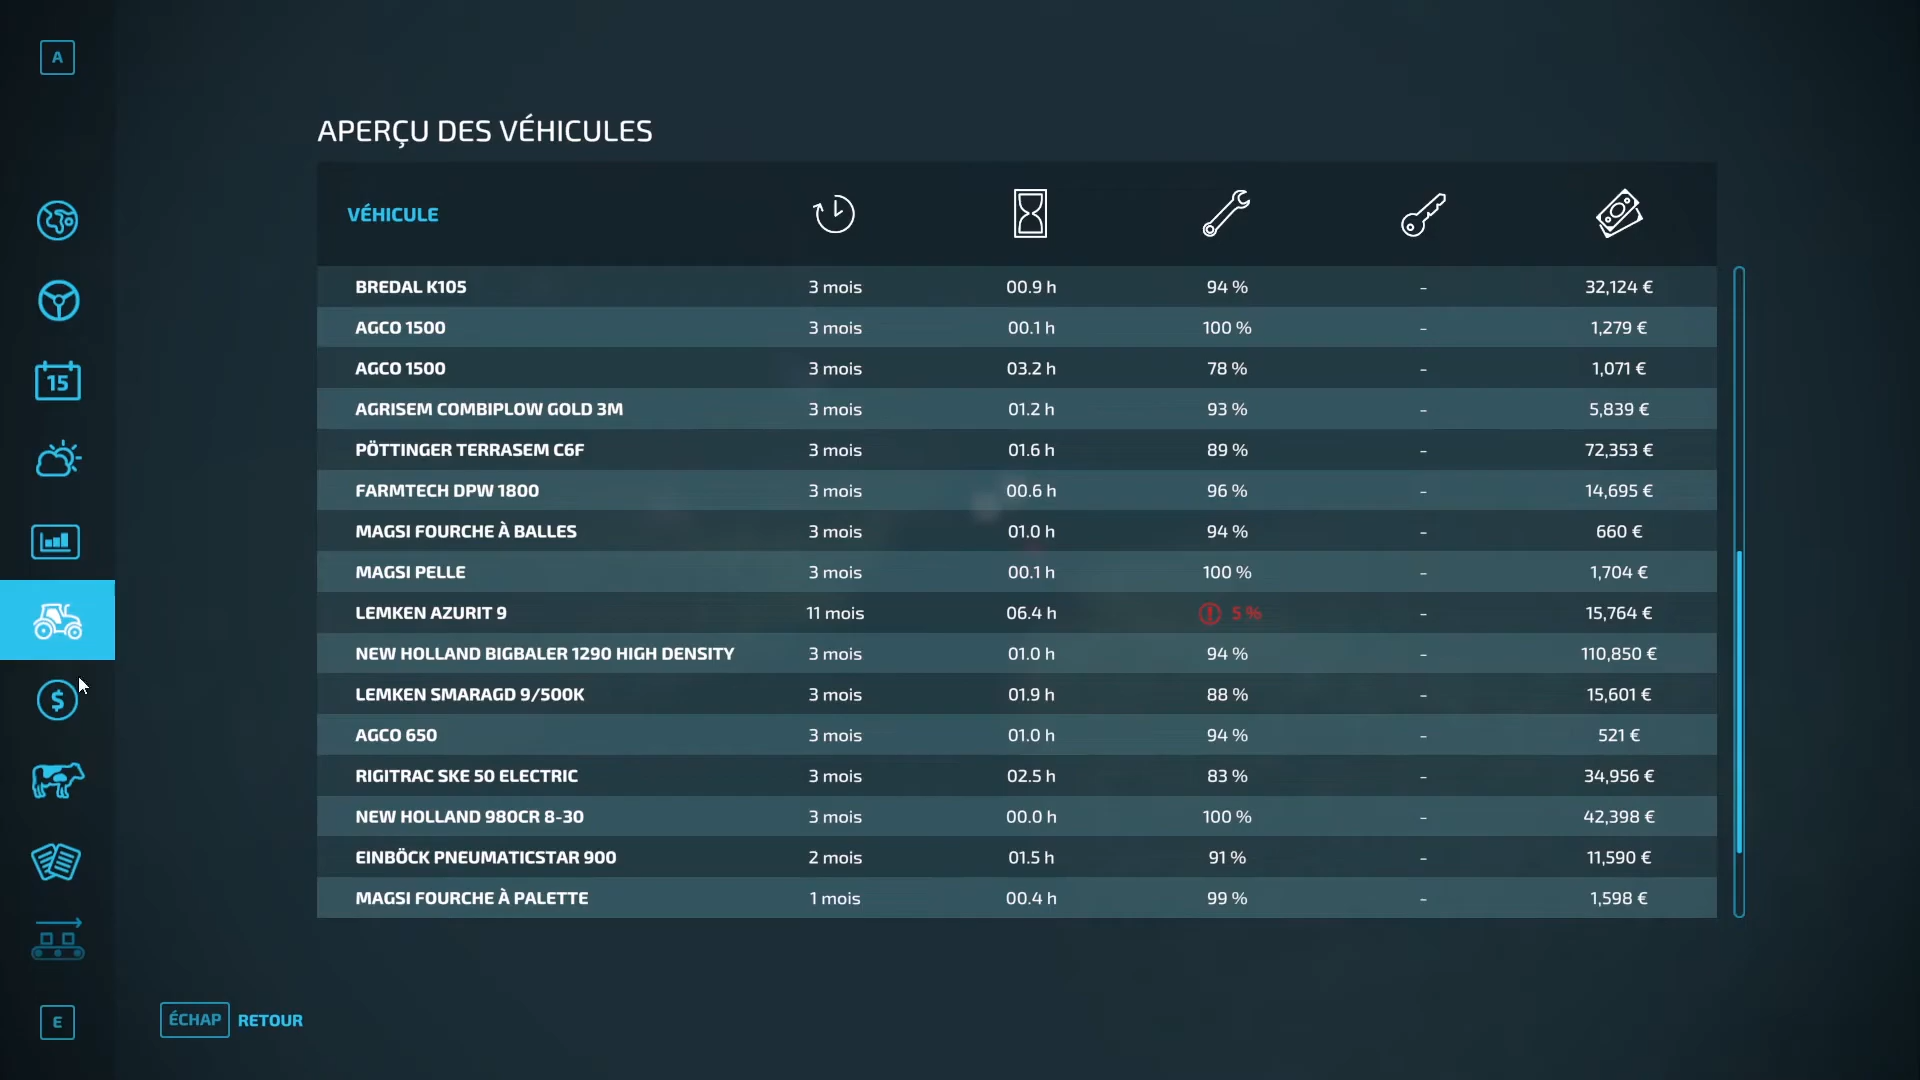 A
APERÇU DES VÉHICULES
VÉHICULE
BREDAL K105 3 mois 00.9 h 94 % - 32,124 €
AGCO 1500 3 mois 00.1 h 100 % - 1,279 €
AGCO 1500 3 mois 03.2 h 78 % - 1,071 €
AGRISEM COMBIPLOW GOLD 3M 3 mois 01.2 h 93 % - 5,839 €
PÖTTINGER TERRASEM C6F 3 mois 01.6 h 89 % - 72,353 €
FARMTECH DPW 1800 3 mois 00.6 h 96 % - 14,695 €
MAGSI FOURCHE À BALLES 3 mois 01.0 h 94 % - 660 €
MAGSI PELLE 3 mois 00.1 h 100 % - 1,704 €
LEMKEN AZURIT 9 11 mois 06.4 h 5 % - 15,764 €
NEW HOLLAND BIGBALER 1290 HIGH DENSITY 3 mois 01.0 h 94 % - 110,850 €
LEMKEN SMARAGD 9/500K 3 mois 01.9 h 88 % - 15,601 €
AGCO 650 3 mois 01.0 h 94 % - 521 €
RIGITRAC SKE 50 ELECTRIC 3 mois 02.5 h 83 % - 34,956 €
NEW HOLLAND 980CR 8-30 3 mois 00.0 h 100 % - 42,398 €
EINBÖCK PNEUMATICSTAR 900 2 mois 01.5 h 91 % - 11,590 €
MAGSI FOURCHE À PALETTE 1 mois 00.4 h 99 % - 1,598 €
15
$
E
ÉCHAP RETOUR